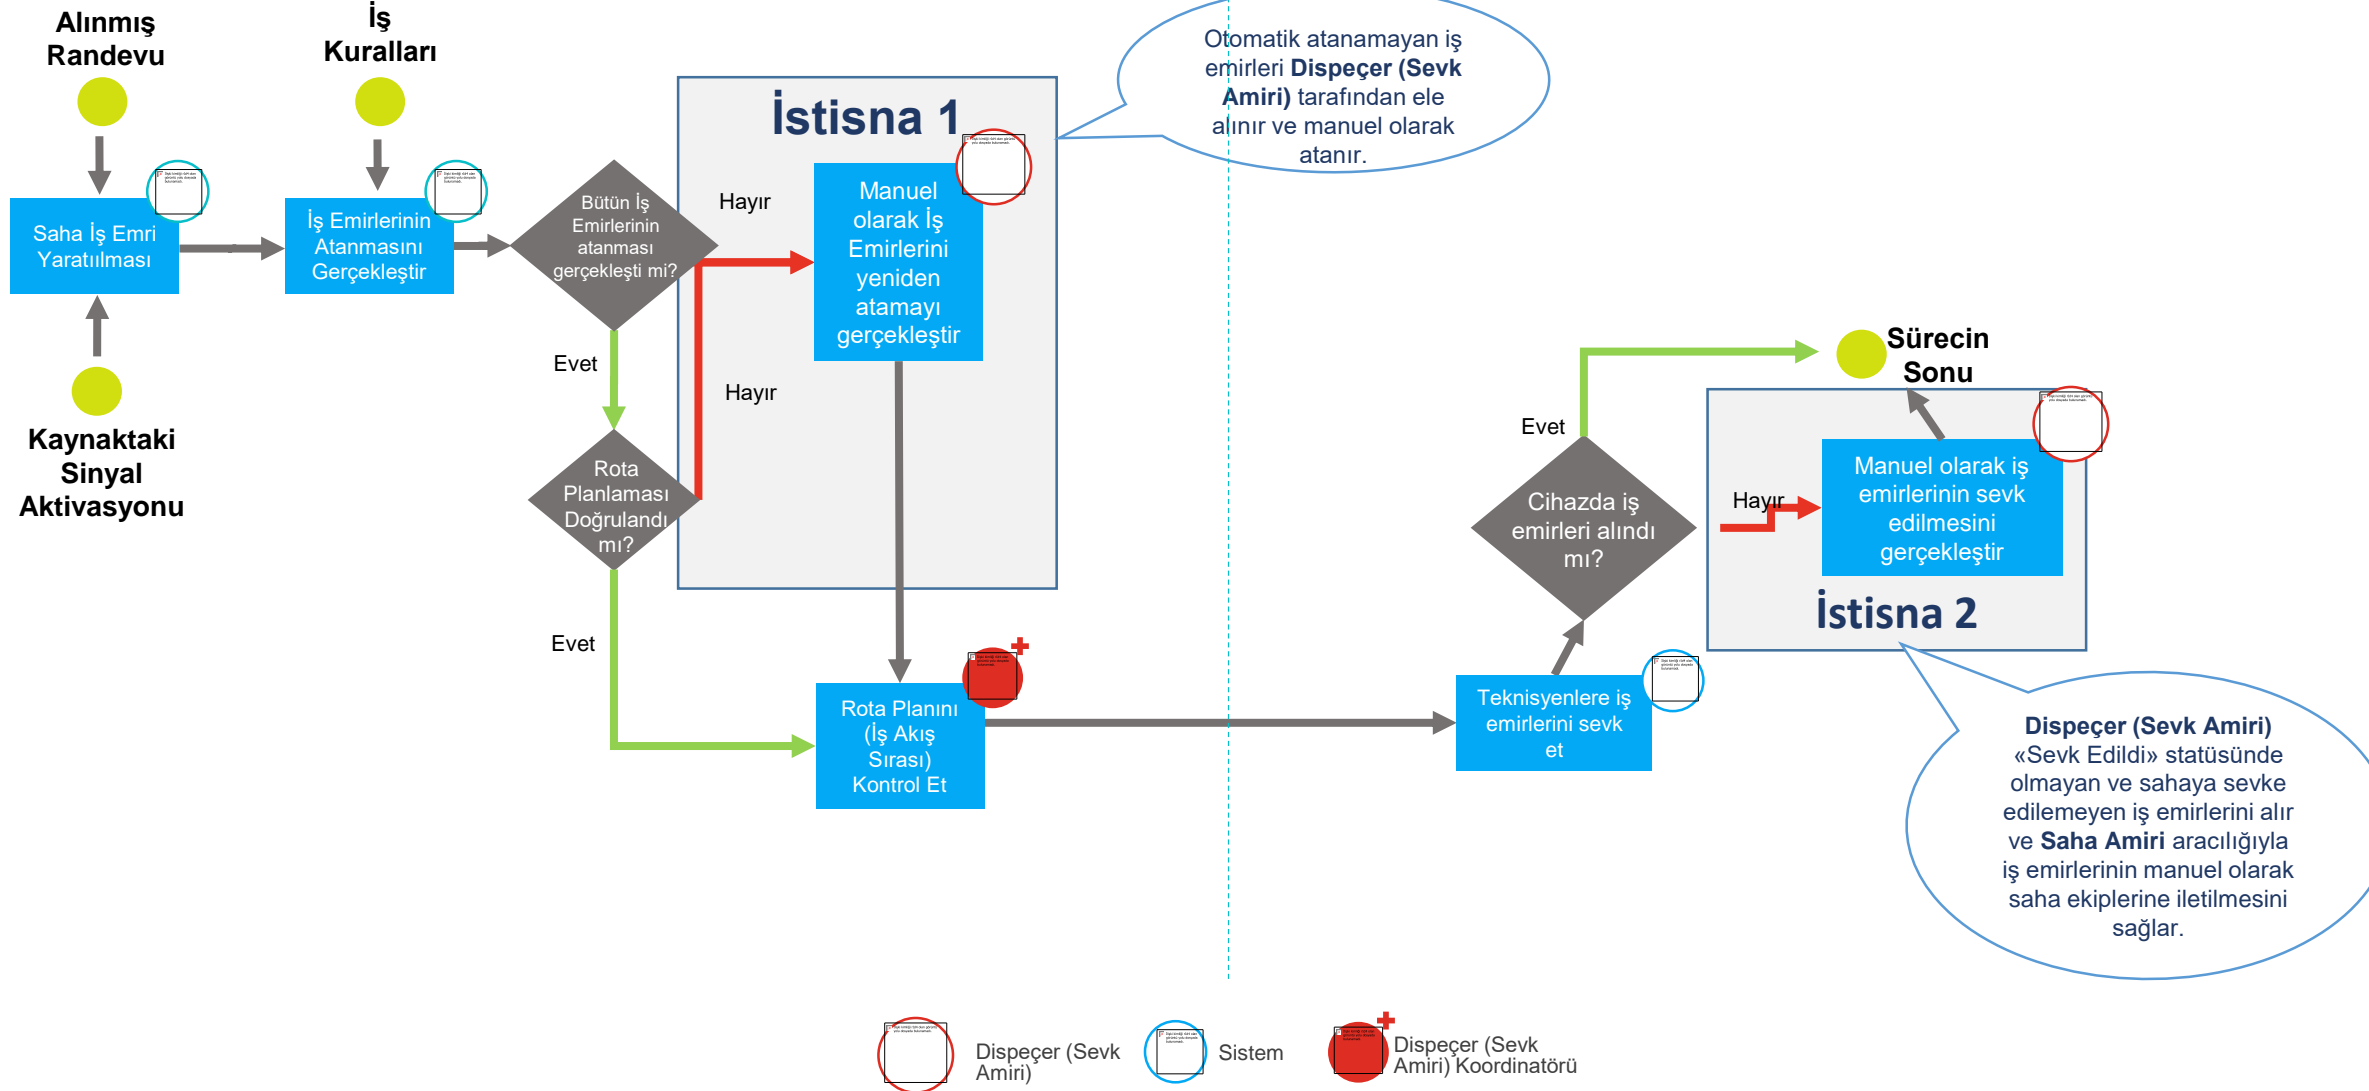 Alınmış
Randevu
İş
Kuralları
Saha İş Emri
Yaratıılması
İş Emirlerinin
Atanmasını
Gerçekleştir
Kaynaktaki
Sinyal
Aktivasyonu
Bütün İş
Emirlerinin
atanması
gerçekleşti mi?
Hayır
Evet
Rota
Planlaması
Doğrulandı
mı?
Hayır
Evet
İstisna 1
Manuel
olarak İş
Emirlerini
yeniden
atamayı
gerçekleştir
Otomatik atanamayan iş
emirleri Dispeçer (Sevk
Amiri) tarafından ele
alınır ve manuel olarak
atanır.
Rota Planını
(İş Akış
Sırası)
Kontrol Et
Teknisyenlere iş
emirlerini sevk
et
Cihazda iş
emirleri alındı
mı?
Evet
Hayır
Sürecin
Sonu
Manuel olarak iş
emirlerinin sevk
edilmesini
gerçekleştir
İstisna 2
Dispeçer (Sevk Amiri)
«Sevk Edildi» statüsünde
olmayan ve sahaya sevke
edilemeyen iş emirlerini alır
ve Saha Amiri aracılığıyla
iş emirlerinin manuel olarak
saha ekiplerine iletilmesini
sağlar.
Dispeçer (Sevk
Amiri)
Sistem
Dispeçer (Sevk
Amiri) Koordinatörü